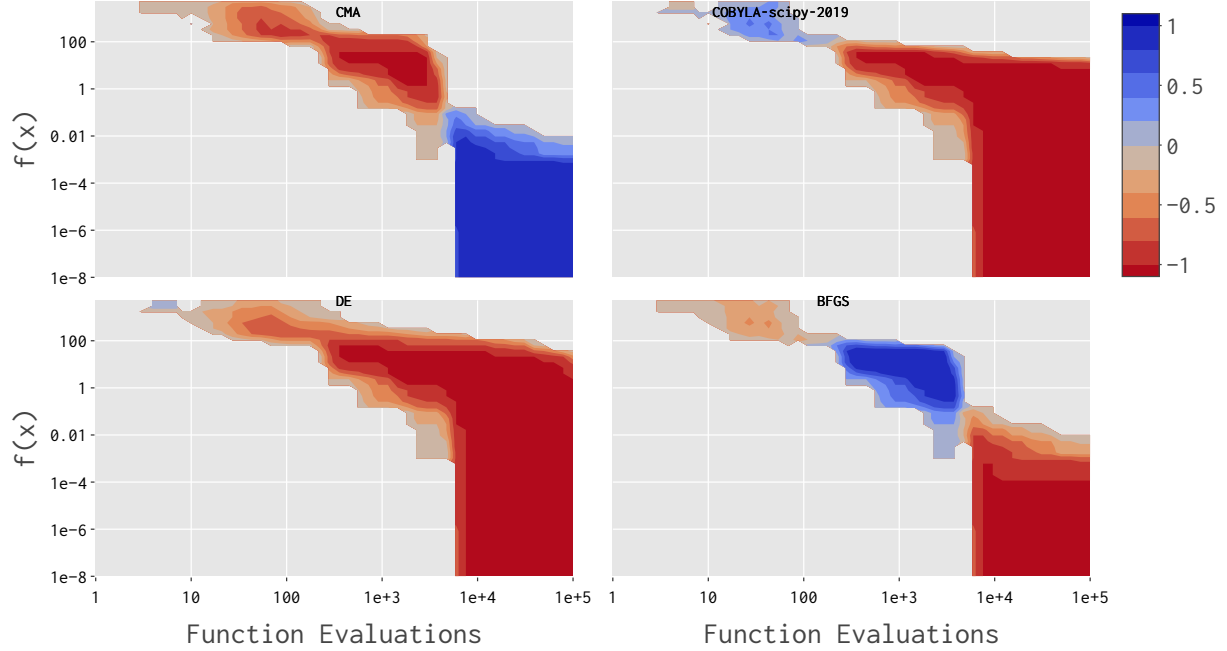 CMA
COBYLA-scipy-2019
f(x)
100
1
0.01
1e-4
1e-6
1e-8
1
0.5
0
−0.5
−1
DE
BFGS
f(x)
100
1
0.01
1e-4
1e-6
1e-8
1 10 100 1e+3 1e+4 1e+5
1 10 100 1e+3 1e+4 1e+5
Function Evaluations
Function Evaluations